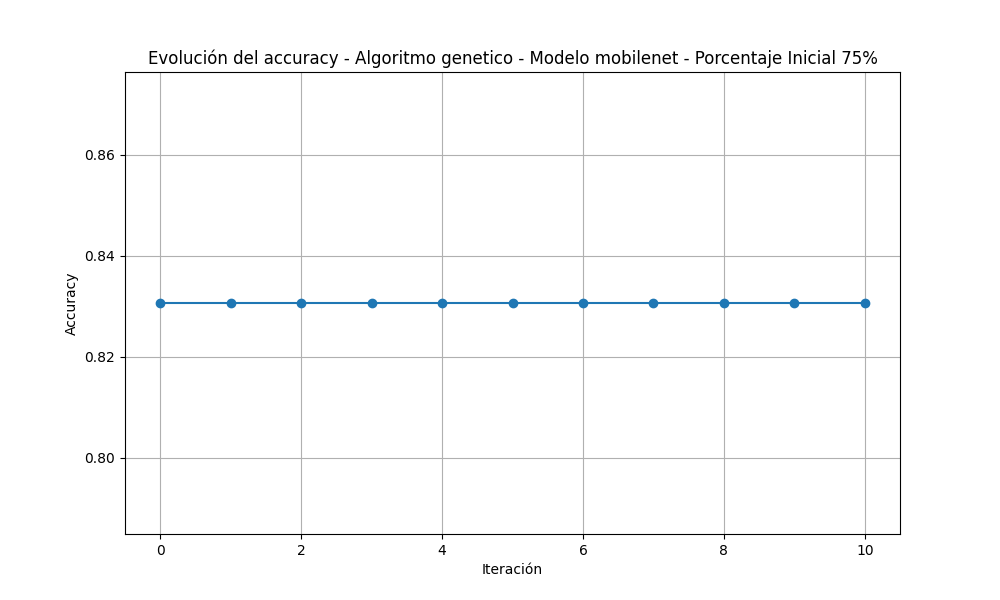 Evolución del accuracy - Algoritmo genetico - Modelo mobilenet - Porcentaje Inicial 75%
0.86
0.84
0.82
0.80
Accuracy
0 2 4 6 8 10
Iteración